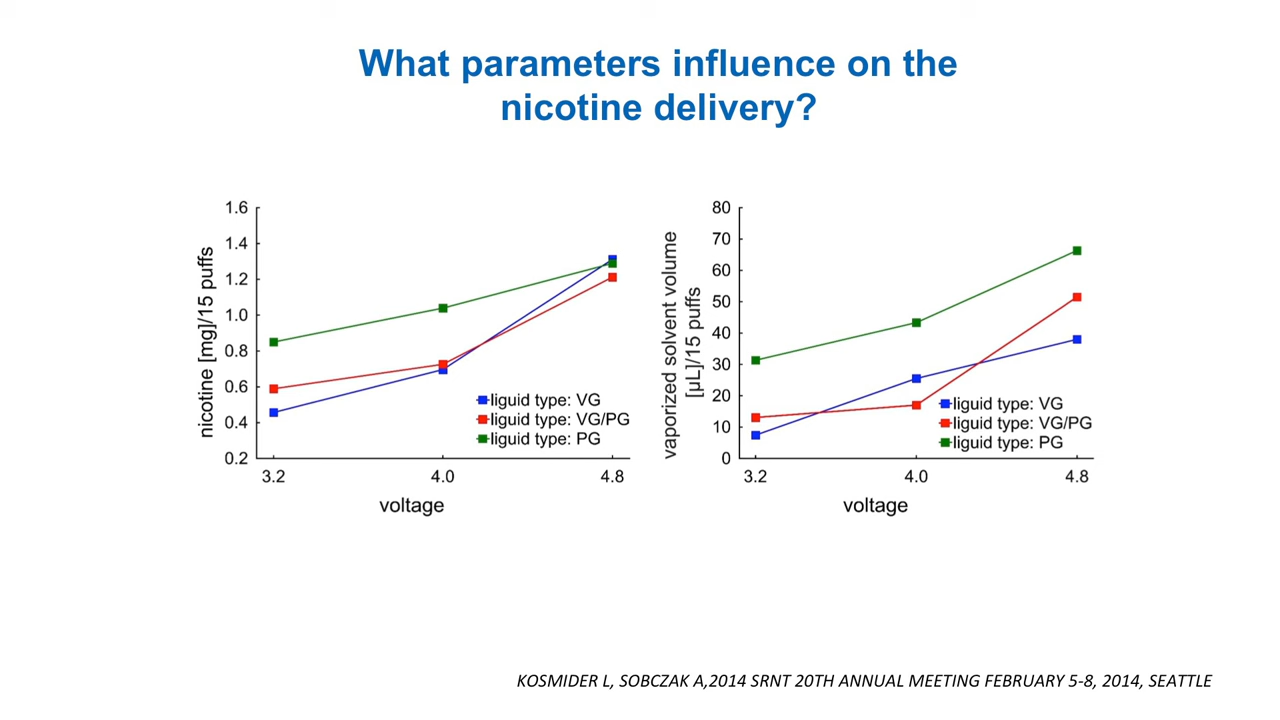 What parameters influence on the
nicotine delivery?
nicotine [mg]/15 puffs
1.6
1.4
1.2
1.0
0.8
0.6
0.4
0.2
3.2
4.0
4.8
voltage
liguid type: VG
liguid type: VG/PG
liguid type: PG
vaporized solvent volume
[µL]/15 puffs
80
70
60
50
40
30
20
10
0
3.2
4.0
4.8
voltage
liguid type: VG
liguid type: VG/PG
liguid type: PG
KOSMIDER L, SOBCZAK A,2014 SRNT 20TH ANNUAL MEETING FEBRUARY 5-8, 2014, SEATTLE